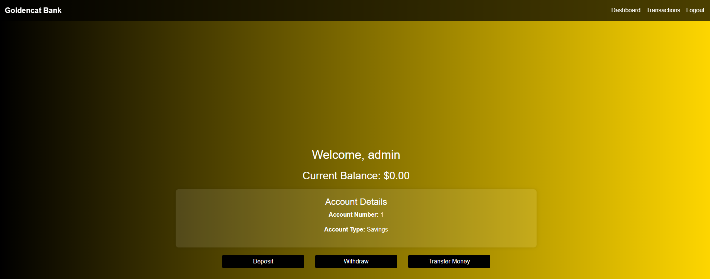 Goldencat Bank
Dashboard Transactions Logout
Welcome, admin
Current Balance: $0.00
Account Details
Account Number: 1
Account Type: Savings
Deposit Withdraw Transfer Money